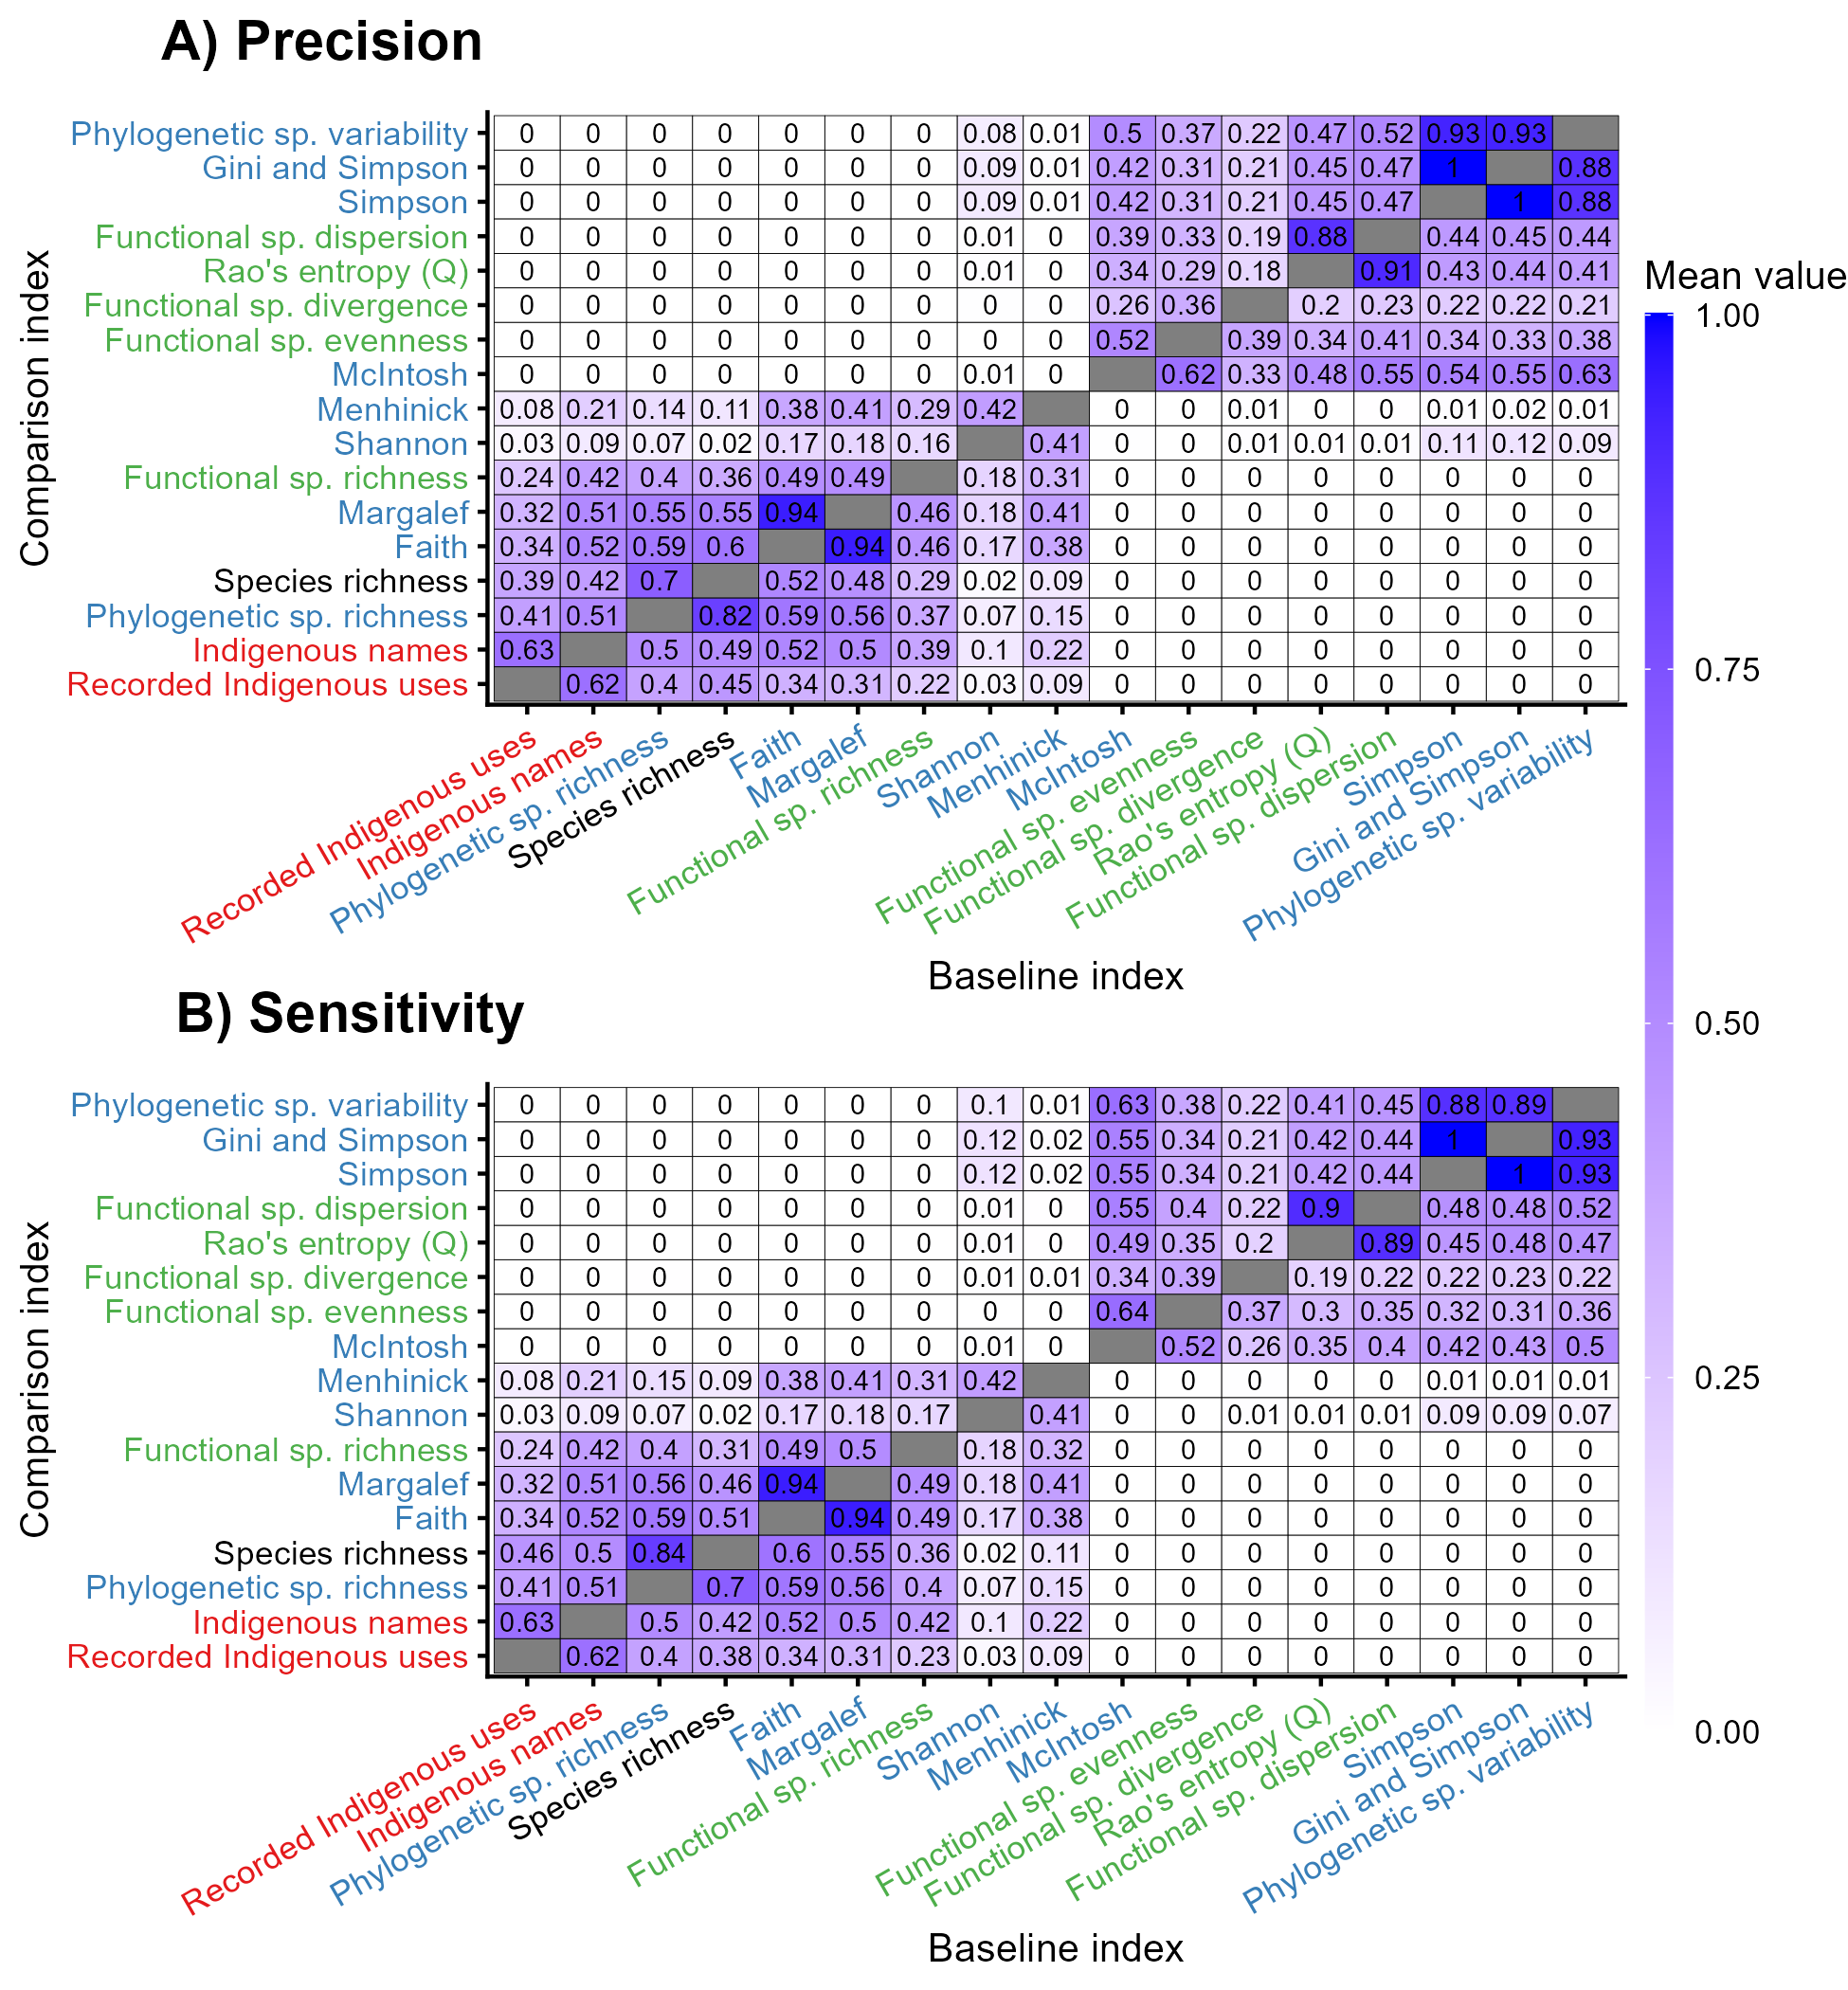 A) Precision
Comparison index
Phylogenetic sp. variability 0 0 0 0 0 0 0 0.08 0.01 0.5 0.37 0.22 0.47 0.52 0.93 0.93
Gini and Simpson 0 0 0 0 0 0 0 0.09 0.01 0.42 0.31 0.21 0.45 0.47 1 0.88
Simpson 0 0 0 0 0 0 0 0.09 0.01 0.42 0.31 0.21 0.45 0.47 1 0.88
Functional sp. dispersion 0 0 0 0 0 0 0 0.01 0 0.39 0.33 0.19 0.88 0.44 0.45 0.44
Rao's entropy (Q) 0 0 0 0 0 0 0 0.01 0 0.34 0.29 0.18 0.91 0.43 0.44 0.41
Functional sp. divergence 0 0 0 0 0 0 0 0 0 0.26 0.36 0.2 0.23 0.22 0.22 0.21
Functional sp. evenness 0 0 0 0 0 0 0 0 0 0.52 0.39 0.34 0.41 0.34 0.33 0.38
McIntosh 0 0 0 0 0 0 0 0.01 0 0.62 0.33 0.48 0.55 0.54 0.55 0.63
Menhinick 0.08 0.21 0.14 0.11 0.38 0.41 0.29 0.42 0 0 0.01 0 0 0.01 0.02 0.01
Shannon 0.03 0.09 0.07 0.02 0.17 0.18 0.16 0.41 0 0 0.01 0.01 0.01 0.11 0.12 0.09
Functional sp. richness 0.24 0.42 0.4 0.36 0.49 0.49 0.18 0.31 0 0 0 0 0 0 0 0
Margalef 0.32 0.51 0.55 0.55 0.94 0.46 0.18 0.41 0 0 0 0 0 0 0 0
Faith 0.34 0.52 0.59 0.6 0.94 0.46 0.17 0.38 0 0 0 0 0 0 0 0
Species richness 0.39 0.42 0.7 0.52 0.48 0.29 0.02 0.09 0 0 0 0 0 0 0 0
Phylogenetic sp. richness 0.41 0.51 0.82 0.59 0.56 0.37 0.07 0.15 0 0 0 0 0 0 0 0
Indigenous names 0.63 0.5 0.49 0.52 0.5 0.39 0.1 0.22 0 0 0 0 0 0 0 0
Recorded Indigenous uses 0.62 0.4 0.45 0.34 0.31 0.22 0.03 0.09 0 0 0 0 0 0 0 0
Recorded Indigenous uses
Indigenous names
Phylogenetic sp. richness
Species richness
Faith
Margalef
Functional sp. richness
Shannon
Menhinick
McIntosh
Functional sp. evenness
Functional sp. divergence
Rao's entropy (Q)
Functional sp. dispersion
Simpson
Gini and Simpson
Phylogenetic sp. variability
Baseline index
Mean value
1.00
0.75
0.50
0.25
0.00
B) Sensitivity
Comparison index
Phylogenetic sp. variability 0 0 0 0 0 0 0 0.1 0.01 0.63 0.38 0.22 0.41 0.45 0.88 0.89
Gini and Simpson 0 0 0 0 0 0 0 0.12 0.02 0.55 0.34 0.21 0.42 0.44 1 0.93
Simpson 0 0 0 0 0 0 0 0.12 0.02 0.55 0.34 0.21 0.42 0.44 1 0.93
Functional sp. dispersion 0 0 0 0 0 0 0 0.01 0 0.55 0.4 0.22 0.9 0.48 0.48 0.52
Rao's entropy (Q) 0 0 0 0 0 0 0 0.01 0 0.49 0.35 0.2 0.89 0.45 0.48 0.47
Functional sp. divergence 0 0 0 0 0 0 0 0.01 0.01 0.34 0.39 0.19 0.22 0.22 0.23 0.22
Functional sp. evenness 0 0 0 0 0 0 0 0 0 0.64 0.37 0.3 0.35 0.32 0.31 0.36
McIntosh 0 0 0 0 0 0 0 0.01 0 0.52 0.26 0.35 0.4 0.42 0.43 0.5
Menhinick 0.08 0.21 0.15 0.09 0.38 0.41 0.31 0.42 0 0 0 0 0 0.01 0.01 0.01
Shannon 0.03 0.09 0.07 0.02 0.17 0.18 0.17 0.41 0 0 0.01 0.01 0.01 0.09 0.09 0.07
Functional sp. richness 0.24 0.42 0.4 0.31 0.49 0.5 0.18 0.32 0 0 0 0 0 0 0 0
Margalef 0.32 0.51 0.56 0.46 0.94 0.49 0.18 0.41 0 0 0 0 0 0 0 0
Faith 0.34 0.52 0.59 0.51 0.94 0.49 0.17 0.38 0 0 0 0 0 0 0 0
Species richness 0.46 0.5 0.84 0.6 0.55 0.36 0.02 0.11 0 0 0 0 0 0 0 0
Phylogenetic sp. richness 0.41 0.51 0.7 0.59 0.56 0.4 0.07 0.15 0 0 0 0 0 0 0 0
Indigenous names 0.63 0.5 0.42 0.52 0.5 0.42 0.1 0.22 0 0 0 0 0 0 0 0
Recorded Indigenous uses 0.62 0.4 0.38 0.34 0.31 0.23 0.03 0.09 0 0 0 0 0 0 0 0
Recorded Indigenous uses
Indigenous names
Phylogenetic sp. richness
Species richness
Faith
Margalef
Functional sp. richness
Shannon
Menhinick
McIntosh
Functional sp. evenness
Functional sp. divergence
Rao's entropy (Q)
Functional sp. dispersion
Simpson
Gini and Simpson
Phylogenetic sp. variability
Baseline index